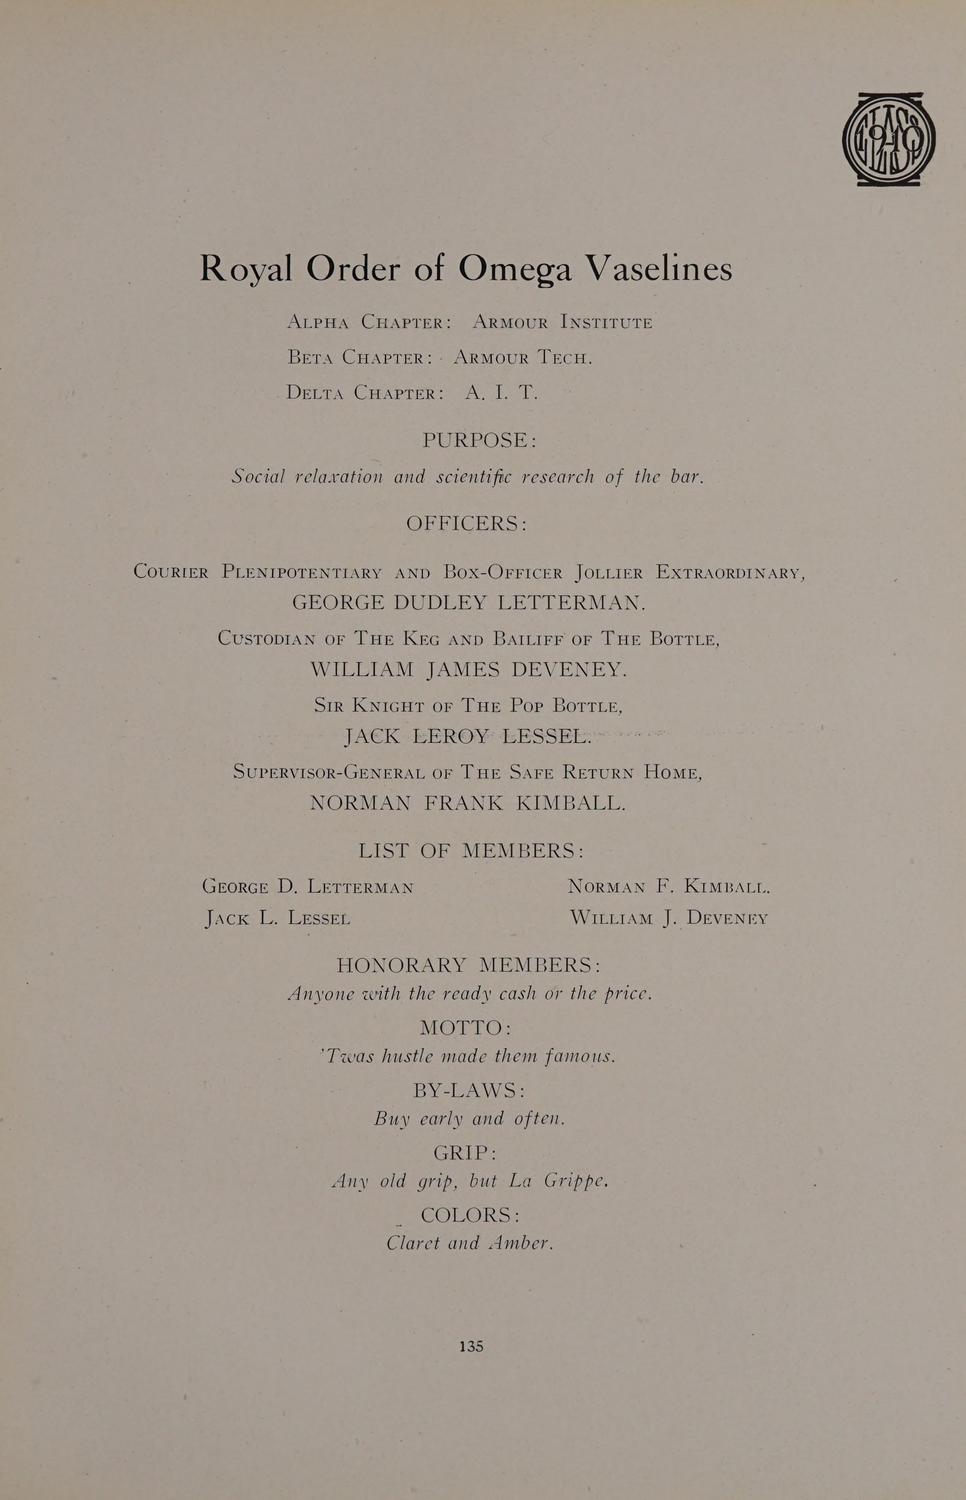 CLASS 1910
Royal Order of Omega Vaselines
Alpha Chapter: Armour Institute
Beta Chapter: Armour Tech.
Delta Chapter: A. I. T.
PURPOSE:
Social relaxation and scientific research of the bar.
OFFICERS:
Courier Plenipotentiary and Box-Officer Jollier Extraordinary,
GEORGE DUDLEY LETTERMAN.
Custodian of The Keg and Bailiff of The Bottle,
WILLIAM JAMES DEVENEY.
Sir Knight of The Pop Bottle,
JACK LEROY LESSEL.
Supervisor-General of The Safe Return Home,
NORMAN FRANK KIMBALL.
LIST OF MEMBERS:
George D. Letterman Norman F. Kimball.
Jack L. Lessel William J. Deveney
HONORARY MEMBERS:
Anyone with the ready cash or the price.
MOTTO:
'Twas hustle made them famous.
BY-LAWS:
Buy early and often.
GRIP:
Any old grip, but La Grippe.
COLORS:
Claret and Amber.
135